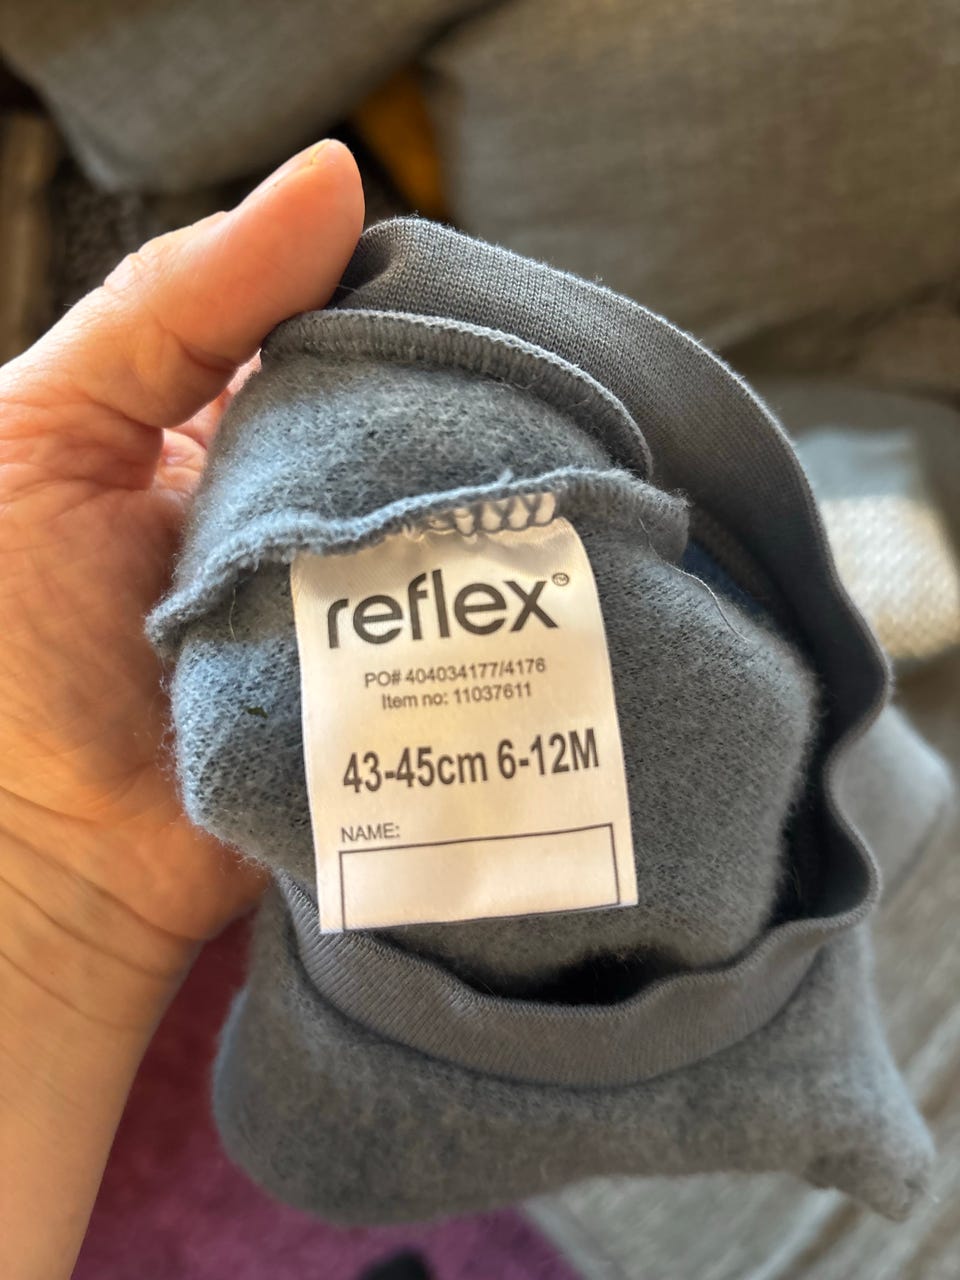 reflex®
PO# 404034177/4176
Item no: 11037611
43-45cm 6-12M
NAME: